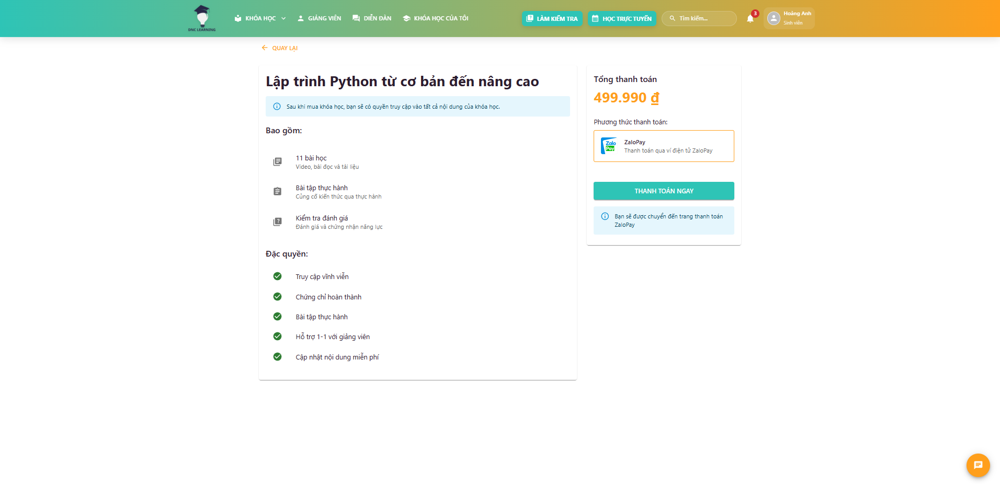 DNC LEARNING
KHÓA HỌC
GIẢNG VIÊN
DIỄN ĐÀN
KHÓA HỌC CỦA TÔI
LÀM KIỂM TRA
HỌC TRỰC TUYẾN
Tìm kiếm...
3
Hoảng Anh
Sinh viên
QUAY LẠI
Lập trình Python từ cơ bản đến nâng cao
Sau khi mua khóa học, bạn sẽ có quyền truy cập vào tất cả nội dung của khóa học.
Bao gồm:
11 bài học
Video, bài đọc và tài liệu
Bài tập thực hành
Củng cố kiến thức qua thực hành
Kiểm tra đánh giá
Đánh giá và chứng nhận năng lực
Đặc quyền:
Truy cập vĩnh viễn
Chứng chỉ hoàn thành
Bài tập thực hành
Hỗ trợ 1-1 với giảng viên
Cập nhật nội dung miễn phí
Tổng thanh toán
499.990 ₫
Phương thức thanh toán:
Zalo
Pay
ZaloPay
Thanh toán qua ví điện tử ZaloPay
THANH TOÁN NGAY
Bạn sẽ được chuyển đến trang thanh toán
ZaloPay